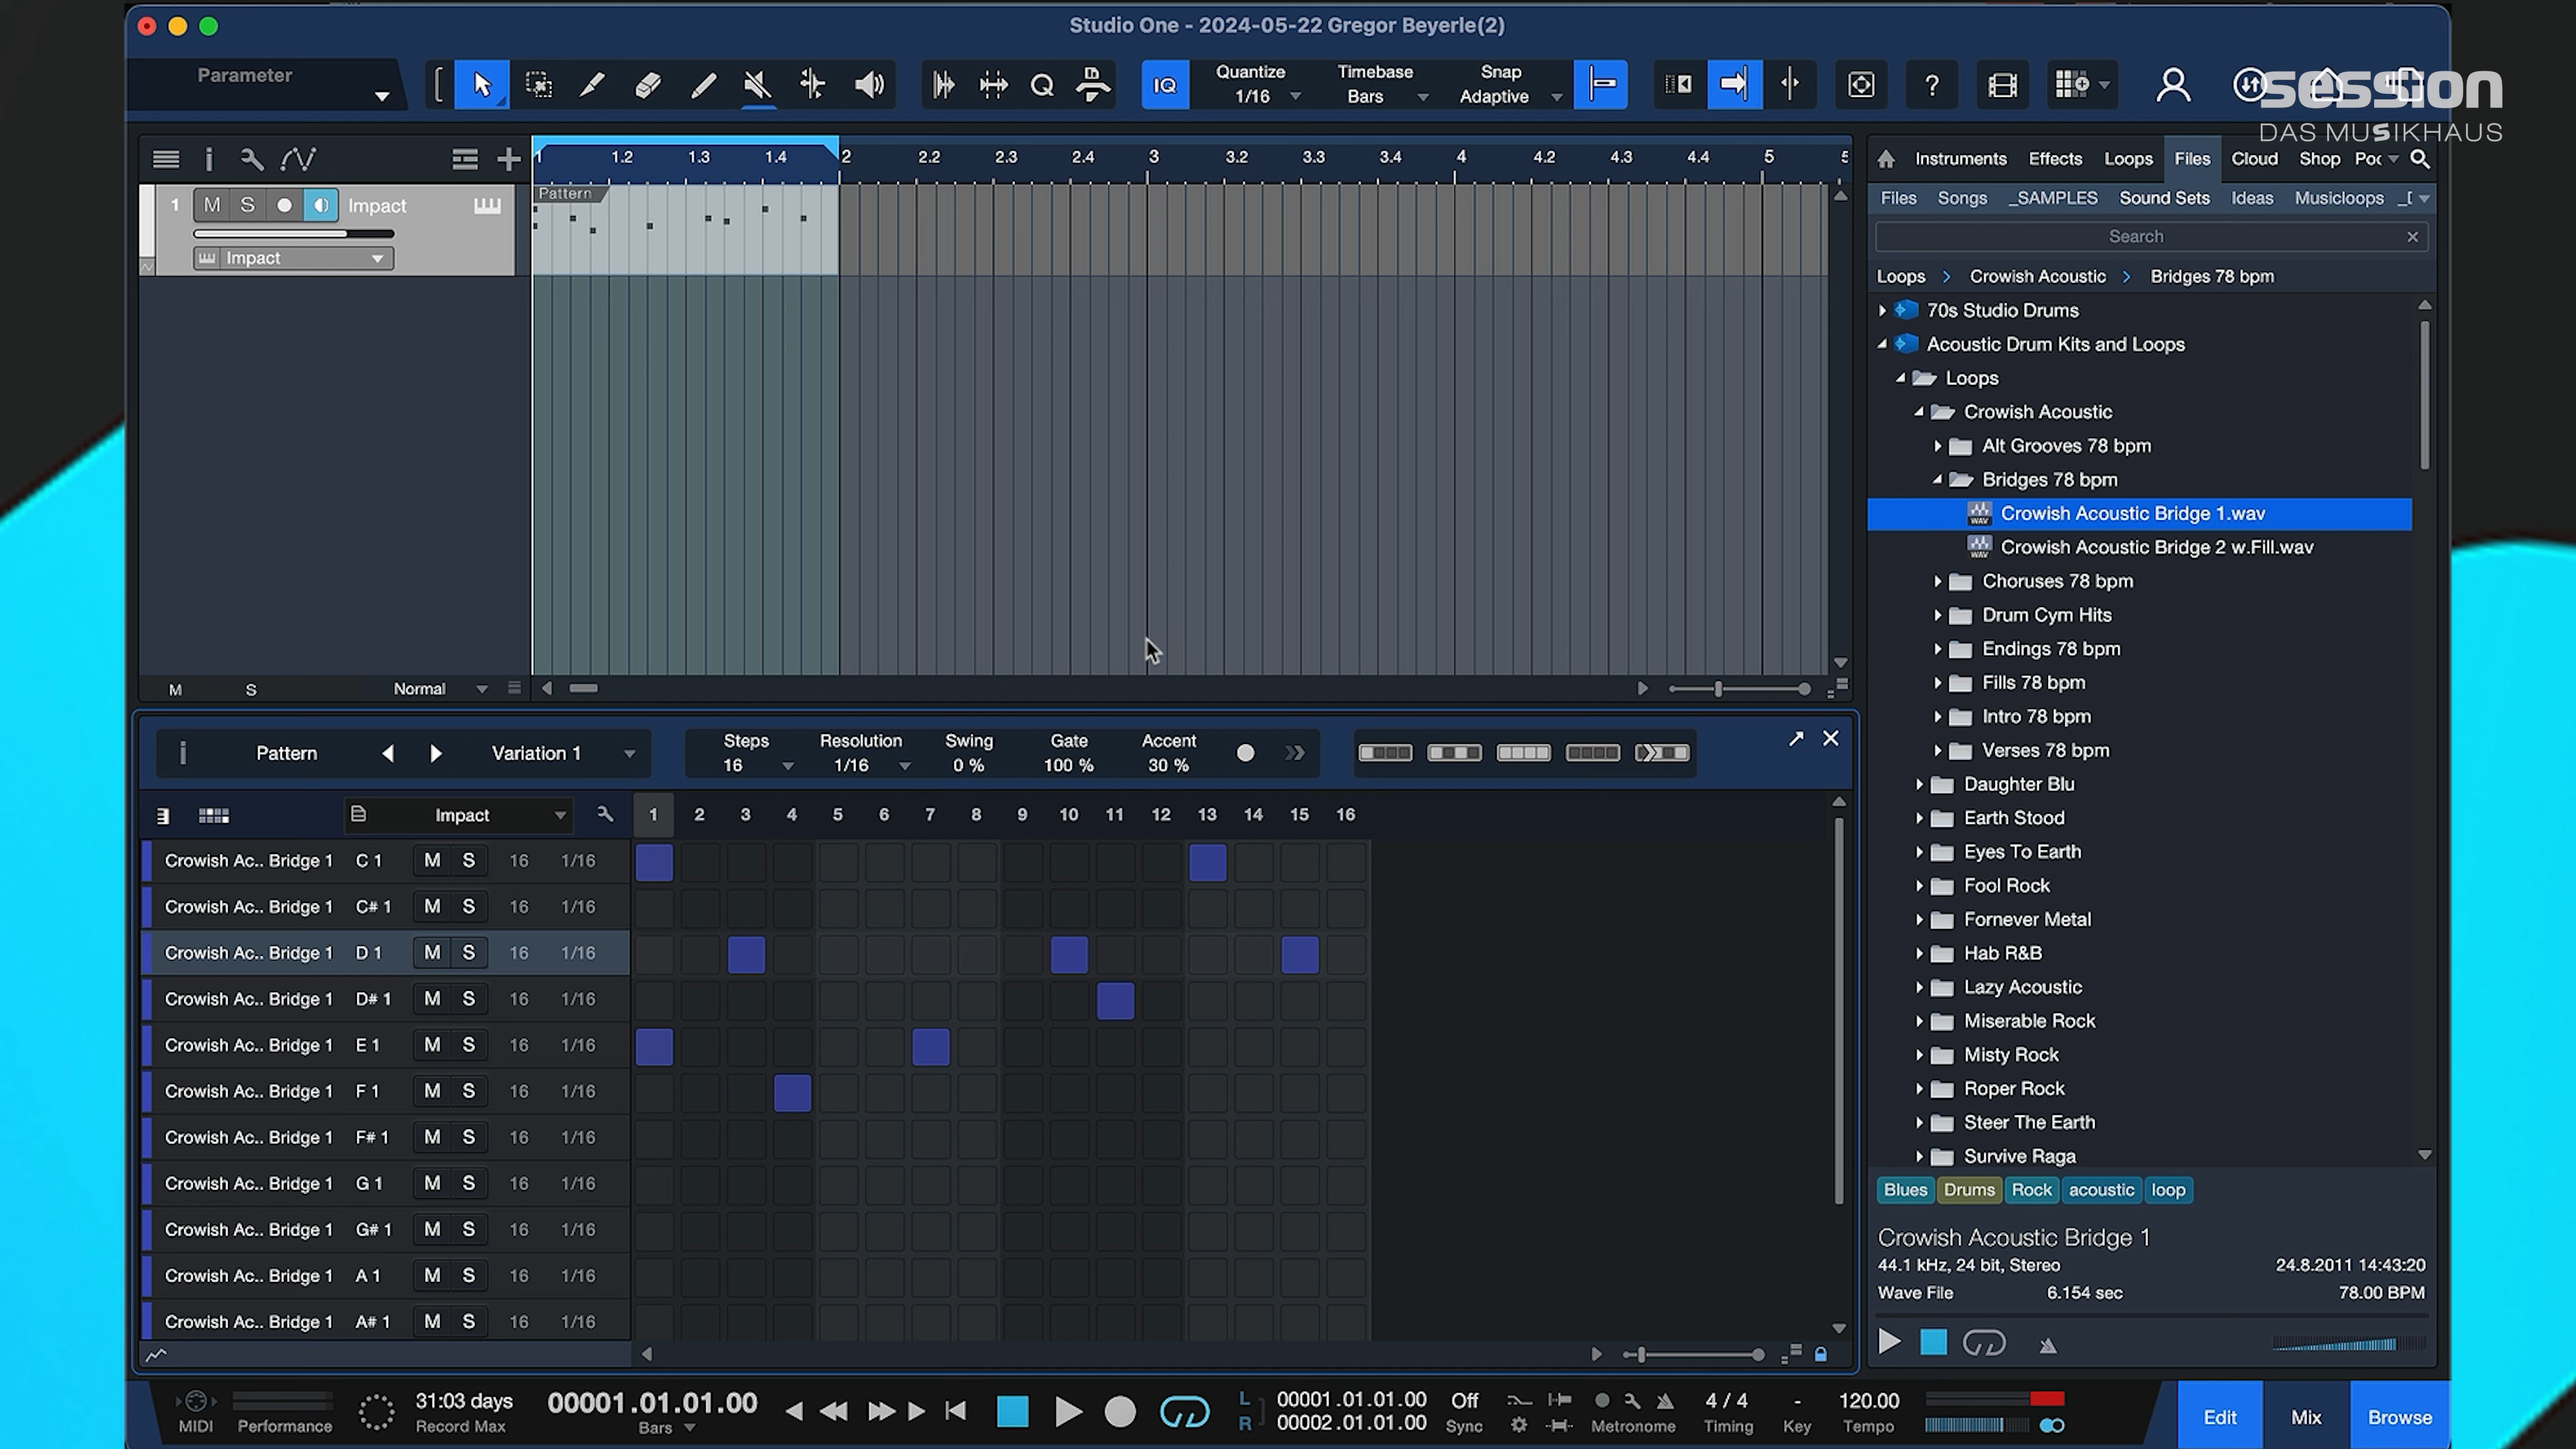 Studio One - 2024-05-22 Gregor Beyerle(2)
Parameter
IQ
Quantize
1/16
Timebase
Bars
Snap
Adaptive
session
DAS MUSIKHAUS
1 1.2 1.3 1.4 2 2.2 2.3 2.4 3 3.2 3.3 3.4 4 4.2 4.3 4.4 5
Instruments Effects Loops Files Cloud Shop
1 M S Impact
Pattern
Impact
Files Songs _SAMPLES Sound Sets Ideas Musicloops
Search
Loops > Crowish Acoustic > Bridges 78 bpm
70s Studio Drums
Acoustic Drum Kits and Loops
Loops
Crowish Acoustic
Alt Grooves 78 bpm
Bridges 78 bpm
Crowish Acoustic Bridge 1.wav
Crowish Acoustic Bridge 2 w.Fill.wav
Choruses 78 bpm
Drum Cym Hits
Endings 78 bpm
Fills 78 bpm
Intro 78 bpm
Verses 78 bpm
Daughter Blu
Earth Stood
Eyes To Earth
Fool Rock
Fornever Metal
Hab R&B
Lazy Acoustic
Miserable Rock
Misty Rock
Roper Rock
Steer The Earth
Survive Raga
Blues Drums Rock acoustic loop
Crowish Acoustic Bridge 1
44.1 kHz, 24 bit, Stereo 24.8.2011 14:43:20
Wave File 6.154 sec 78.00 BPM
M S Normal
Pattern Variation 1
Steps
16
Resolution
1/16
Swing
0 %
Gate
100 %
Accent
30 %
Impact 1 2 3 4 5 6 7 8 9 10 11 12 13 14 15 16
Crowish Ac.. Bridge 1 C 1 M S 16 1/16
Crowish Ac.. Bridge 1 C# 1 M S 16 1/16
Crowish Ac.. Bridge 1 D 1 M S 16 1/16
Crowish Ac.. Bridge 1 D# 1 M S 16 1/16
Crowish Ac.. Bridge 1 E 1 M S 16 1/16
Crowish Ac.. Bridge 1 F 1 M S 16 1/16
Crowish Ac.. Bridge 1 F# 1 M S 16 1/16
Crowish Ac.. Bridge 1 G 1 M S 16 1/16
Crowish Ac.. Bridge 1 G# 1 M S 16 1/16
Crowish Ac.. Bridge 1 A 1 M S 16 1/16
Crowish Ac.. Bridge 1 A# 1 M S 16 1/16
MIDI
Performance
31:03 days
Record Max
00001.01.01.00
Bars
L 00001.01.01.00
R 00002.01.01.00
Off
Sync
Metronome
4 / 4
Timing
-
Key
120.00
Tempo
Edit Mix Browse